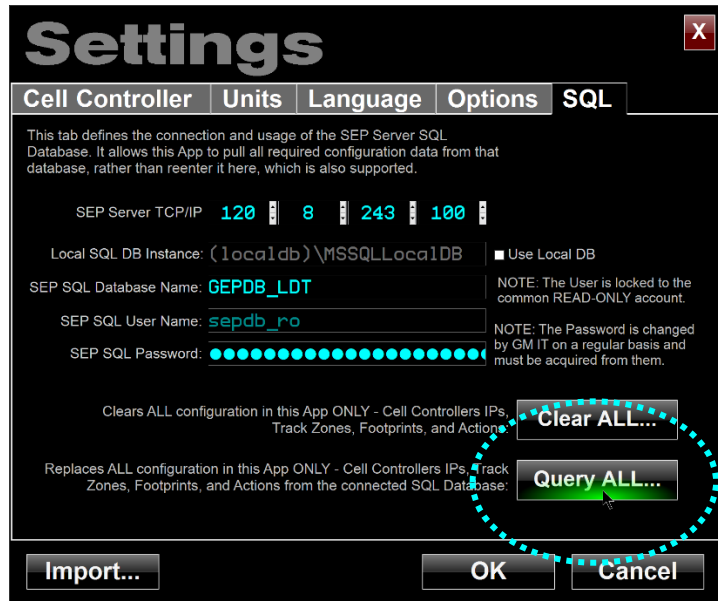 Settings
X
Cell Controller Units Language Options SQL
This tab defines the connection and usage of the SEP Server SQL
Database. It allows this App to pull all required configuration data from that
database, rather than reenter it here, which is also supported.
SEP Server TCP/IP 120 8 243 100
Local SQL DB Instance: (localdb)\MSSQLLocalDB Use Local DB
SEP SQL Database Name: GEPDB_LDT
NOTE: The User is locked to the
common READ-ONLY account.
SEP SQL User Name: sepdb_ro
NOTE: The Password is changed
by GM IT on a regular basis and
must be acquired from them.
SEP SQL Password:
Clears ALL configuration in this App ONLY - Cell Controllers IPs,
Track Zones, Footprints, and Actions:
Clear ALL...
Replaces ALL configuration in this App ONLY - Cell Controllers IPs, Track
Zones, Footprints, and Actions from the connected SQL Database:
Query ALL...
Import... OK Cancel